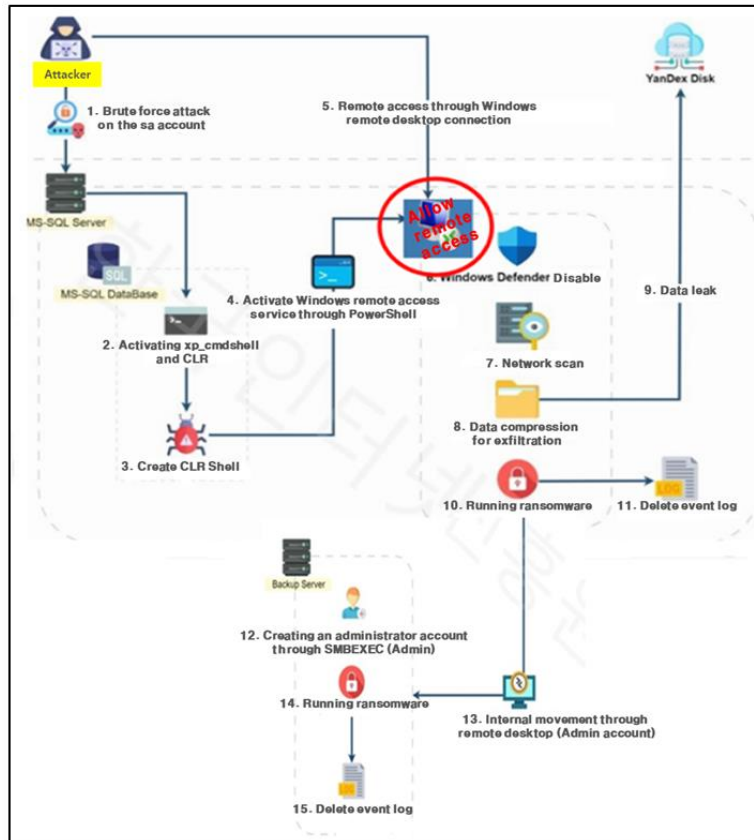 Attacker
YanDex Disk
1. Brute force attack
on the sa account
5. Remote access through Windows
remote desktop connection
MS-SQL Server
Allow
remote
access
SQL
MS-SQL DataBase
6. Windows Defender Disable
4. Activate Windows remote access
service through PowerShell
9. Data leak
2. Activating xp_cmdshell
and CLR
7. Network scan
8. Data compression
for exfiltration
3. Create CLR Shell
LOG
10. Running ransomware
11. Delete event log
Backup Server
12. Creating an administrator account
through SMBEXEC (Admin)
14. Running ransomware
13. Internal movement through
remote desktop (Admin account)
LOG
15. Delete event log